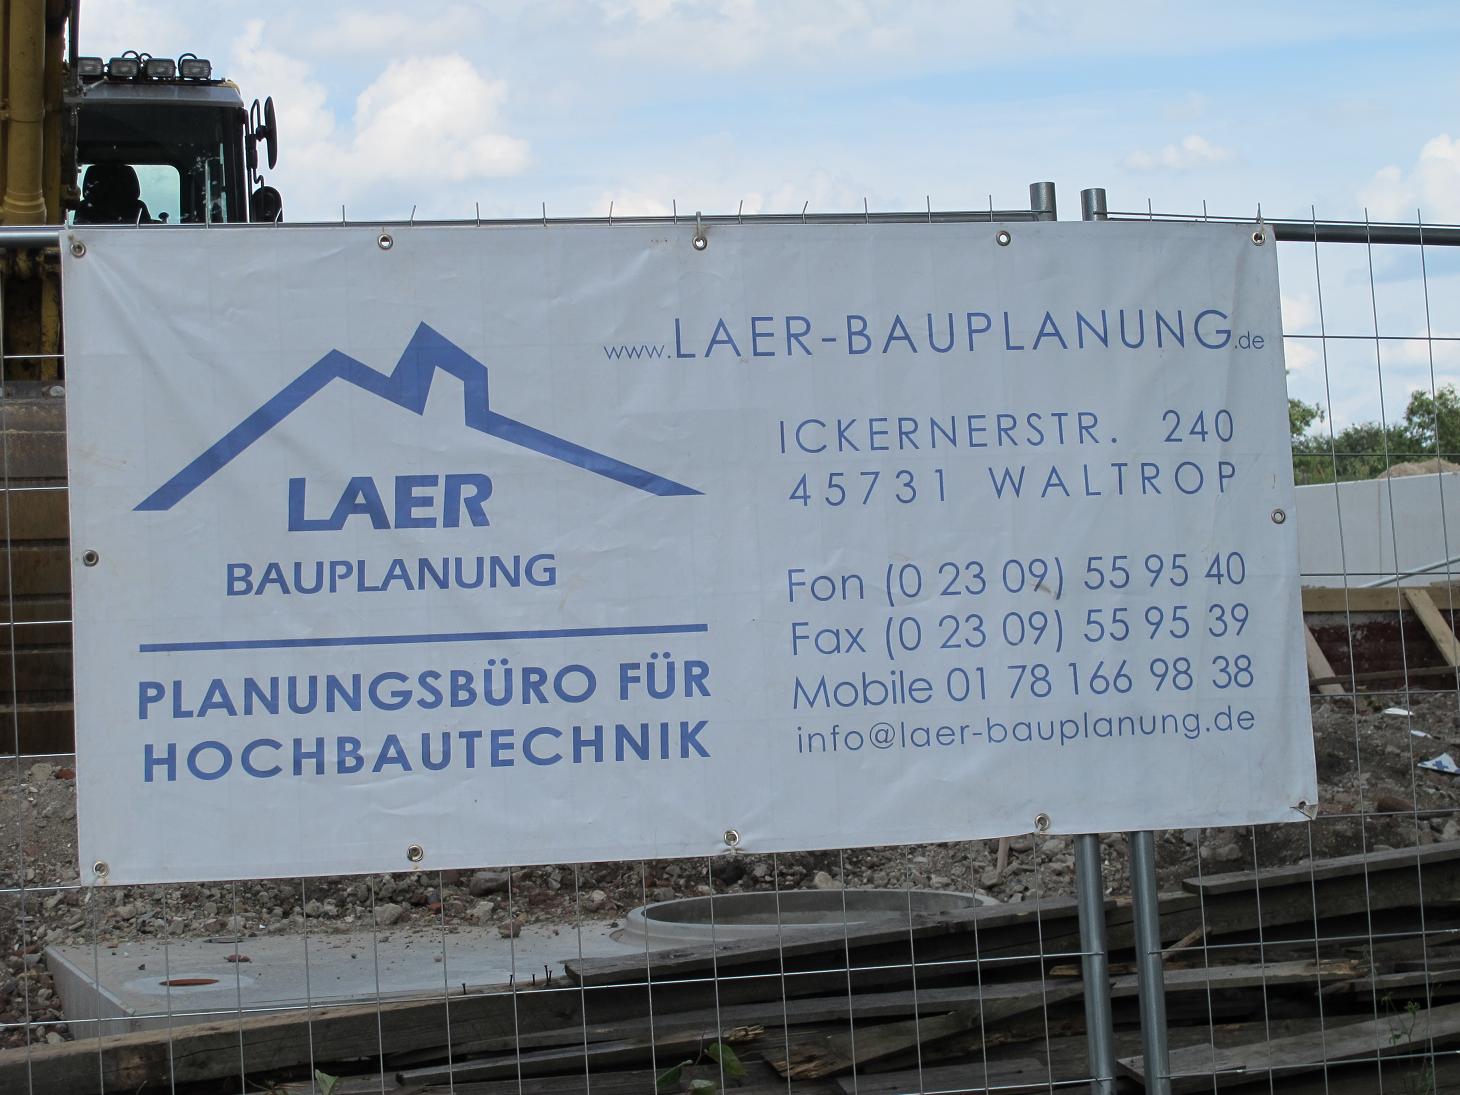 LAER
BAUPLANUNG
PLANUNGSBÜRO FÜR
HOCHBAUTECHNIK
www.LAER-BAUPLANUNG.de
ICKERNERSTR. 240
45731 WALTROP
Fon (0 23 09) 55 95 40
Fax (0 23 09) 55 95 39
Mobile 01 78 166 98 38
info@laer-bauplanung.de